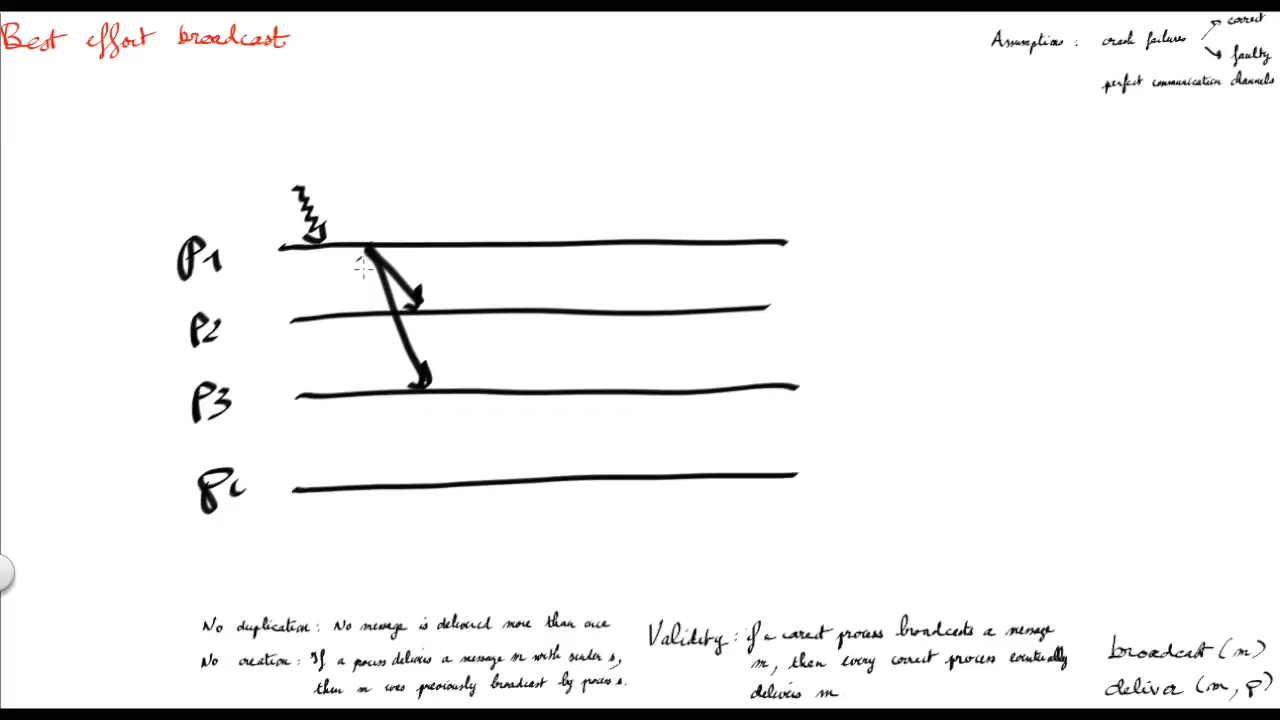 Best effort broadcast
Assumptions : crash failures
correct
faulty
perfect communication channels
P1
P2
P3
No duplication : No message is delivered more than once
No creation : If a process delivers a message m with sender s,
then m was previously broadcast by process s.
Validity : if a correct process broadcasts a message
m, then every correct process eventually
delivers m
broadcast (m)
deliver (m, p)